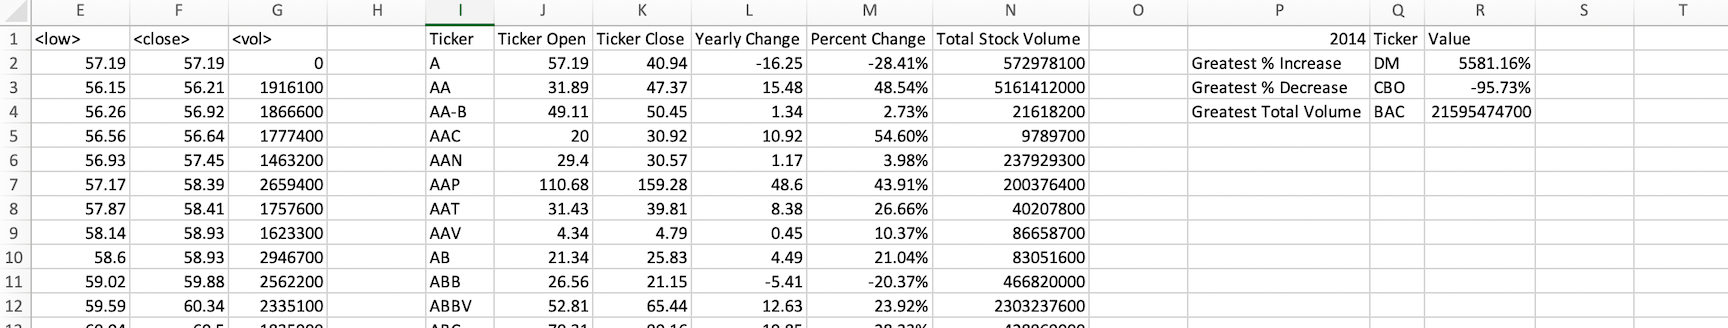 E F G H I J K L M N O P Q R S T
1 <low> <close> <vol> Ticker Ticker Open Ticker Close Yearly Change Percent Change Total Stock Volume 2014 Ticker Value
2 57.19 57.19 0 A 57.19 40.94 -16.25 -28.41% 572978100 Greatest % Increase DM 5581.16%
3 56.15 56.21 1916100 AA 31.89 47.37 15.48 48.54% 5161412000 Greatest % Decrease CBO -95.73%
4 56.26 56.92 1866600 AA-B 49.11 50.45 1.34 2.73% 21618200 Greatest Total Volume BAC 21595474700
5 56.56 56.64 1777400 AAC 20 30.92 10.92 54.60% 9789700
6 56.93 57.45 1463200 AAN 29.4 30.57 1.17 3.98% 237929300
7 57.17 58.39 2659400 AAP 110.68 159.28 48.6 43.91% 200376400
8 57.87 58.41 1757600 AAT 31.43 39.81 8.38 26.66% 40207800
9 58.14 58.93 1623300 AAV 4.34 4.79 0.45 10.37% 86658700
10 58.6 58.93 2946700 AB 21.34 25.83 4.49 21.04% 83051600
11 59.02 59.88 2562200 ABB 26.56 21.15 -5.41 -20.37% 466820000
12 59.59 60.34 2335100 ABBV 52.81 65.44 12.63 23.92% 2303237600